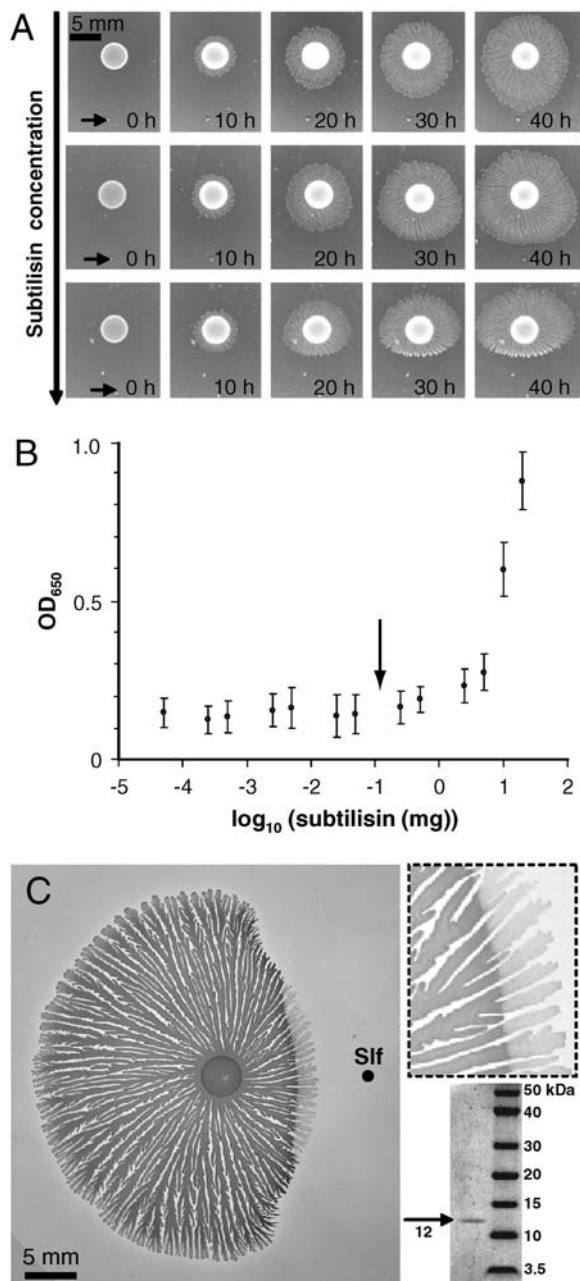 A
5 mm
Subtilisin concentration
0 h 10 h 20 h 30 h 40 h
0 h 10 h 20 h 30 h 40 h
0 h 10 h 20 h 30 h 40 h
B
OD650
1.0
0.5
0
-5 -4 -3 -2 -1 0 1 2
log10 (subtilisin (mg))
C
Slf
5 mm
50 kDa
40
30
20
15
12
10
3.5